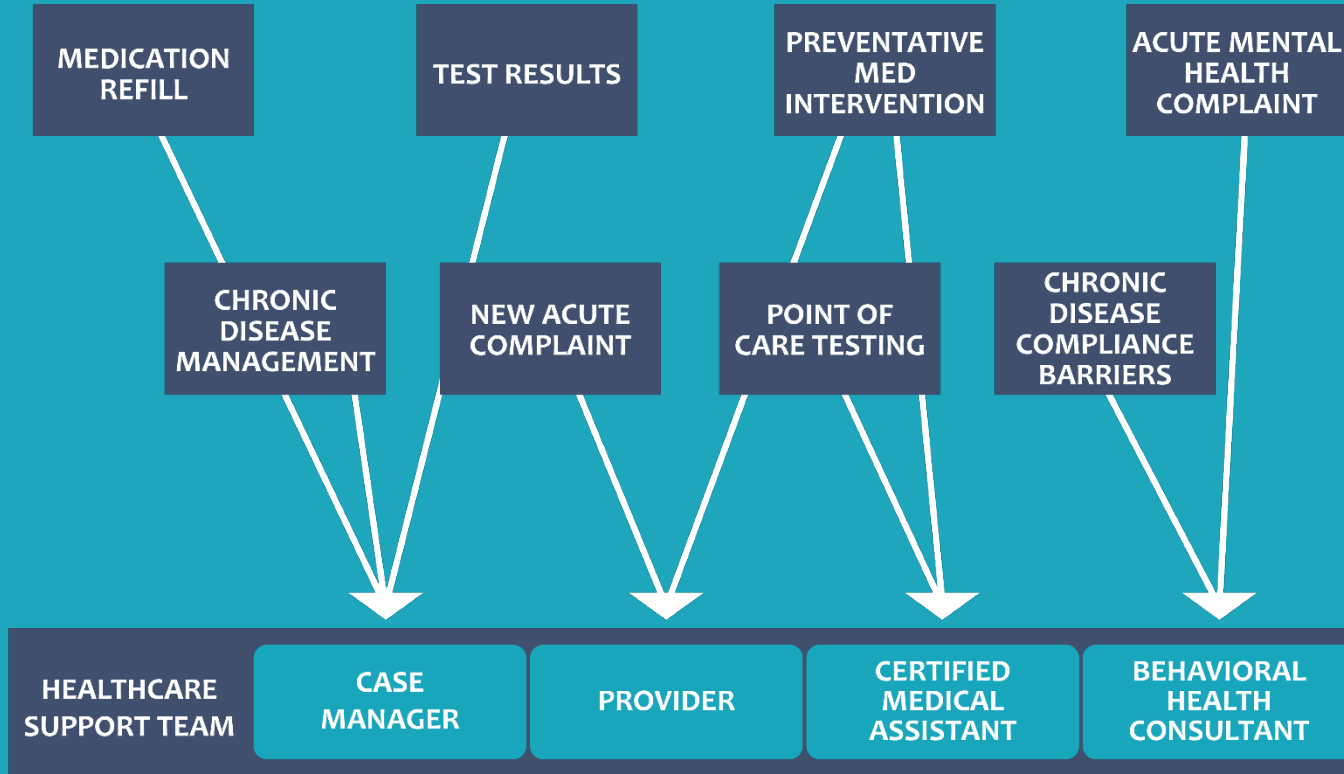 MEDICATION
REFILL
TEST RESULTS
PREVENTATIVE
MED
INTERVENTION
ACUTE MENTAL
HEALTH
COMPLAINT
CHRONIC
DISEASE
MANAGEMENT
NEW ACUTE
COMPLAINT
POINT OF
CARE TESTING
CHRONIC
DISEASE
COMPLIANCE
BARRIERS
HEALTHCARE
SUPPORT TEAM
CASE
MANAGER
PROVIDER
CERTIFIED
MEDICAL
ASSISTANT
BEHAVIORAL
HEALTH
CONSULTANT